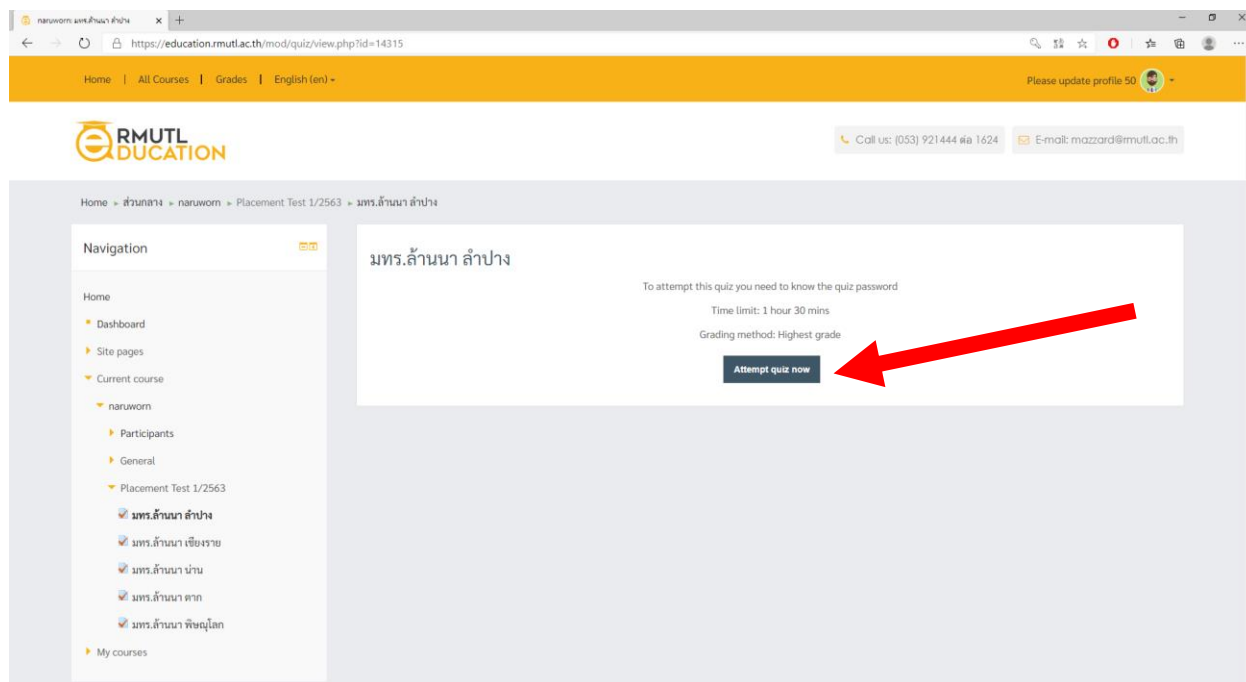 naruworn: มทร.ล้านนา ลำปาง
https://education.rmutl.ac.th/mod/quiz/view.php?id=14315
Home | All Courses | Grades | English (en)
Please update profile 50
RMUTL
EDUCATION
Call us: (053) 921444 ต่อ 1624
E-mail: mazzard@rmutl.ac.th
Home ส่วนกลาง naruworn Placement Test 1/2563 มทร.ล้านนา ลำปาง
Navigation
Home
Dashboard
Site pages
Current course
naruworn
Participants
General
Placement Test 1/2563
มทร.ล้านนา ลำปาง
มทร.ล้านนา เชียงราย
มทร.ล้านนา น่าน
มทร.ล้านนา ตาก
มทร.ล้านนา พิษณุโลก
My courses
มทร.ล้านนา ลำปาง
To attempt this quiz you need to know the quiz password
Time limit: 1 hour 30 mins
Grading method: Highest grade
Attempt quiz now